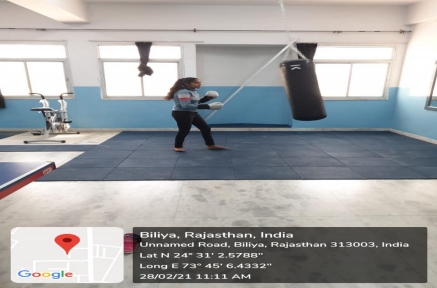 Biliya, Rajasthan, India
Unnamed Road, Biliya, Rajasthan 313003, India
Lat N 24° 31' 2.5788"
Long E 73° 45' 6.4332"
28/02/21 11:11 AM
Google